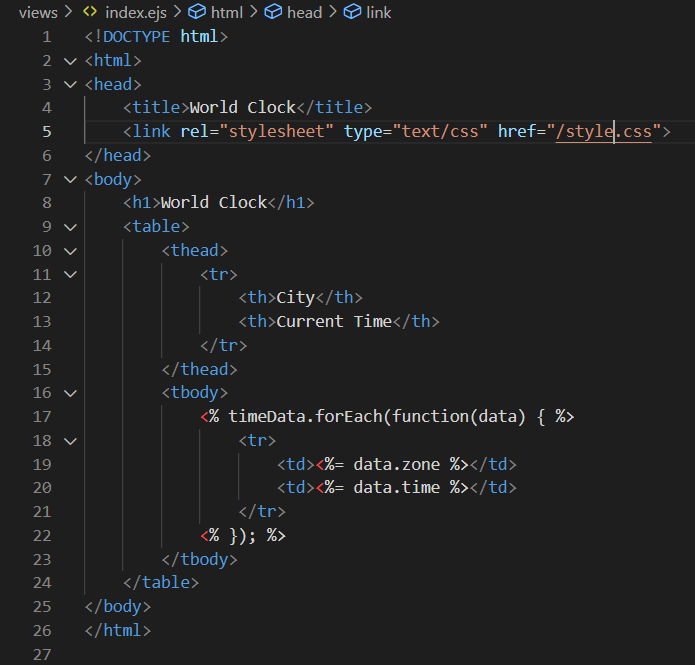 views > <> index.ejs > html > head > link
1 <!DOCTYPE html>
2 <html>
3 <head>
4     <title>World Clock</title>
5     <link rel="stylesheet" type="text/css" href="/style.css">
6 </head>
7 <body>
8     <h1>World Clock</h1>
9     <table>
10         <thead>
11             <tr>
12                 <th>City</th>
13                 <th>Current Time</th>
14             </tr>
15         </thead>
16         <tbody>
17             <% timeData.forEach(function(data) { %>
18                 <tr>
19                     <td><%= data.zone %></td>
20                     <td><%= data.time %></td>
21                 </tr>
22             <% }); %>
23         </tbody>
24     </table>
25 </body>
26 </html>
27